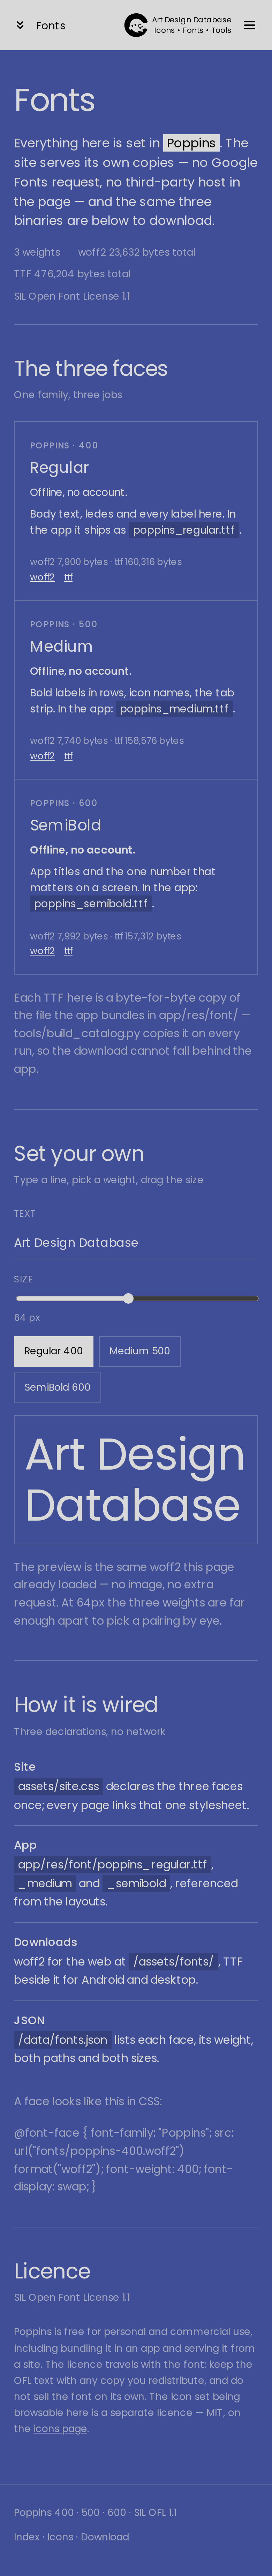 Fonts
Art Design Database
Icons • Fonts • Tools
Fonts
Everything here is set in Poppins. The
site serves its own copies — no Google
Fonts request, no third-party host in
the page — and the same three
binaries are below to download.
3 weights woff2 23,632 bytes total
TTF 476,204 bytes total
SIL Open Font License 1.1
The three faces
One family, three jobs
POPPINS · 400
Regular
Offline, no account.
Body text, ledes and every label here. In
the app it ships as poppins_regular.ttf.
woff2 7,900 bytes · ttf 160,316 bytes
woff2 ttf
POPPINS · 500
Medium
Offline, no account.
Bold labels in rows, icon names, the tab
strip. In the app: poppins_medium.ttf.
woff2 7,740 bytes · ttf 158,576 bytes
woff2 ttf
POPPINS · 600
SemiBold
Offline, no account.
App titles and the one number that
matters on a screen. In the app:
poppins_semibold.ttf.
woff2 7,992 bytes · ttf 157,312 bytes
woff2 ttf
Each TTF here is a byte-for-byte copy of
the file the app bundles in app/res/font/ —
tools/build_catalog.py copies it on every
run, so the download cannot fall behind the
app.
Set your own
Type a line, pick a weight, drag the size
TEXT
Art Design Database
SIZE
64 px
Regular 400 Medium 500
SemiBold 600
Art Design
Database
The preview is the same woff2 this page
already loaded — no image, no extra
request. At 64px the three weights are far
enough apart to pick a pairing by eye.
How it is wired
Three declarations, no network
Site
assets/site.css declares the three faces
once; every page links that one stylesheet.
App
app/res/font/poppins_regular.ttf,
_medium and _semibold, referenced
from the layouts.
Downloads
woff2 for the web at /assets/fonts/, TTF
beside it for Android and desktop.
JSON
/data/fonts.json lists each face, its weight,
both paths and both sizes.
A face looks like this in CSS:
@font-face { font-family: "Poppins"; src:
url("fonts/poppins-400.woff2")
format("woff2"); font-weight: 400; font-
display: swap; }
Licence
SIL Open Font License 1.1
Poppins is free for personal and commercial use,
including bundling it in an app and serving it from
a site. The licence travels with the font: keep the
OFL text with any copy you redistribute, and do
not sell the font on its own. The icon set being
browsable here is a separate licence — MIT, on
the icons page.
Poppins 400 · 500 · 600 · SIL OFL 1.1
Index · Icons · Download